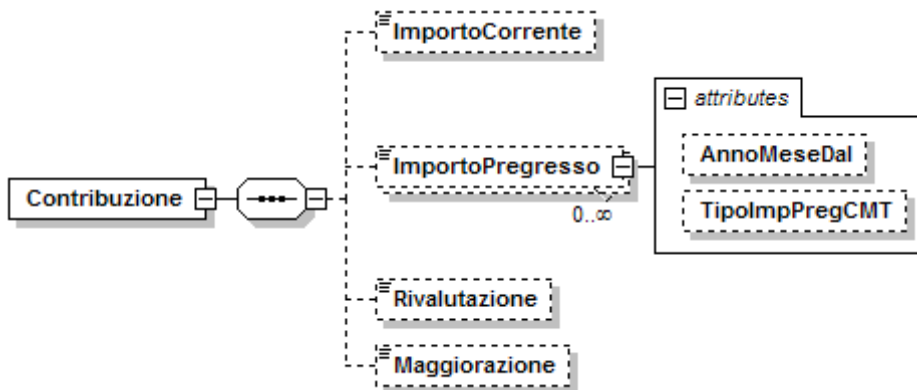 ImportoCorrente
attributes
AnnoMeseDal
ImportoPregresso
Contribuzione
TipoImpPregCMT
0..∞
Rivalutazione
Maggiorazione